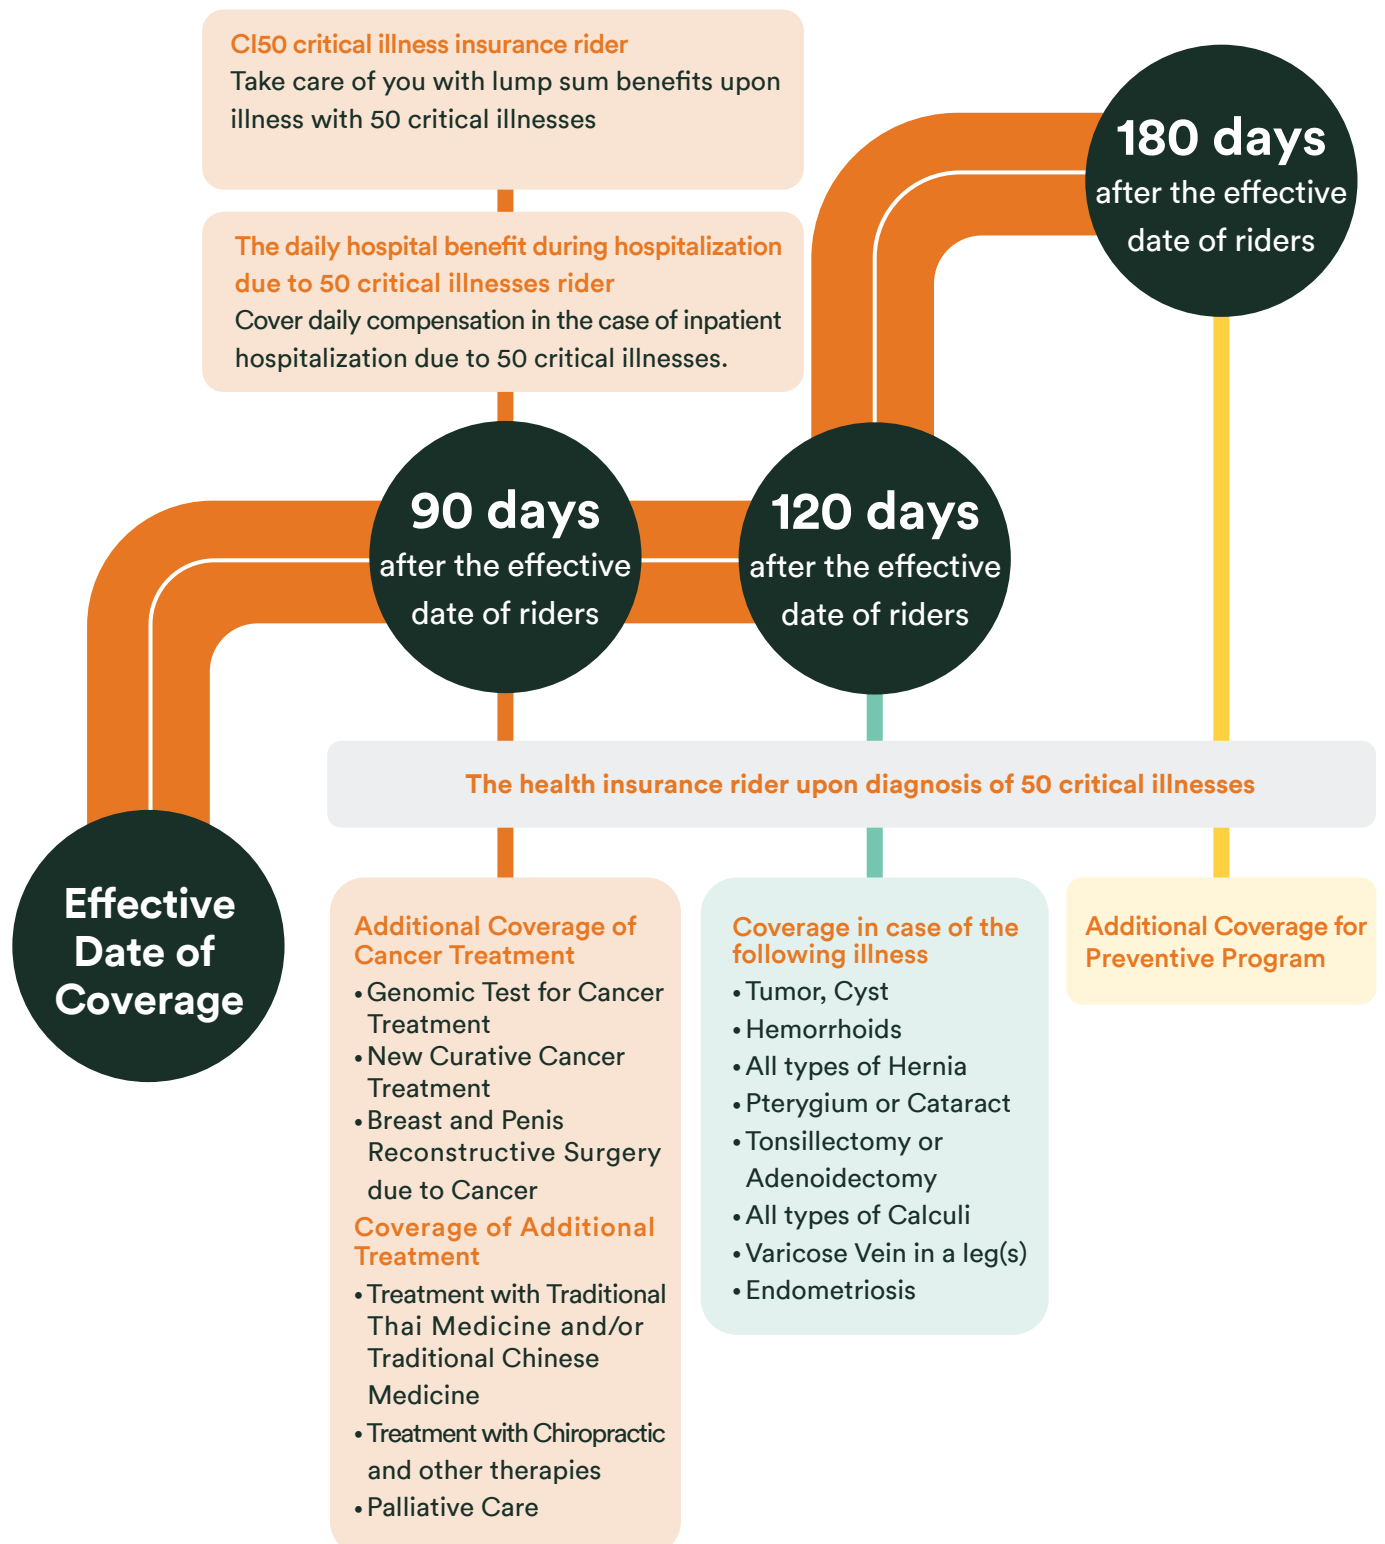 CI50 critical illness insurance rider
Take care of you with lump sum benefits upon
illness with 50 critical illnesses
The daily hospital benefit during hospitalization
due to 50 critical illnesses rider
Cover daily compensation in the case of inpatient
hospitalization due to 50 critical illnesses.
180 days
after the effective
date of riders
90 days
after the effective
date of riders
120 days
after the effective
date of riders
The health insurance rider upon diagnosis of 50 critical illnesses
Effective
Date of
Coverage
Additional Coverage of
Cancer Treatment
• Genomic Test for Cancer
Treatment
• New Curative Cancer
Treatment
• Breast and Penis
Reconstructive Surgery
due to Cancer
Coverage of Additional
Treatment
• Treatment with Traditional
Thai Medicine and/or
Traditional Chinese
Medicine
• Treatment with Chiropractic
and other therapies
• Palliative Care
Coverage in case of the
following illness
• Tumor, Cyst
• Hemorrhoids
• All types of Hernia
• Pterygium or Cataract
• Tonsillectomy or
Adenoidectomy
• All types of Calculi
• Varicose Vein in a leg(s)
• Endometriosis
Additional Coverage for
Preventive Program